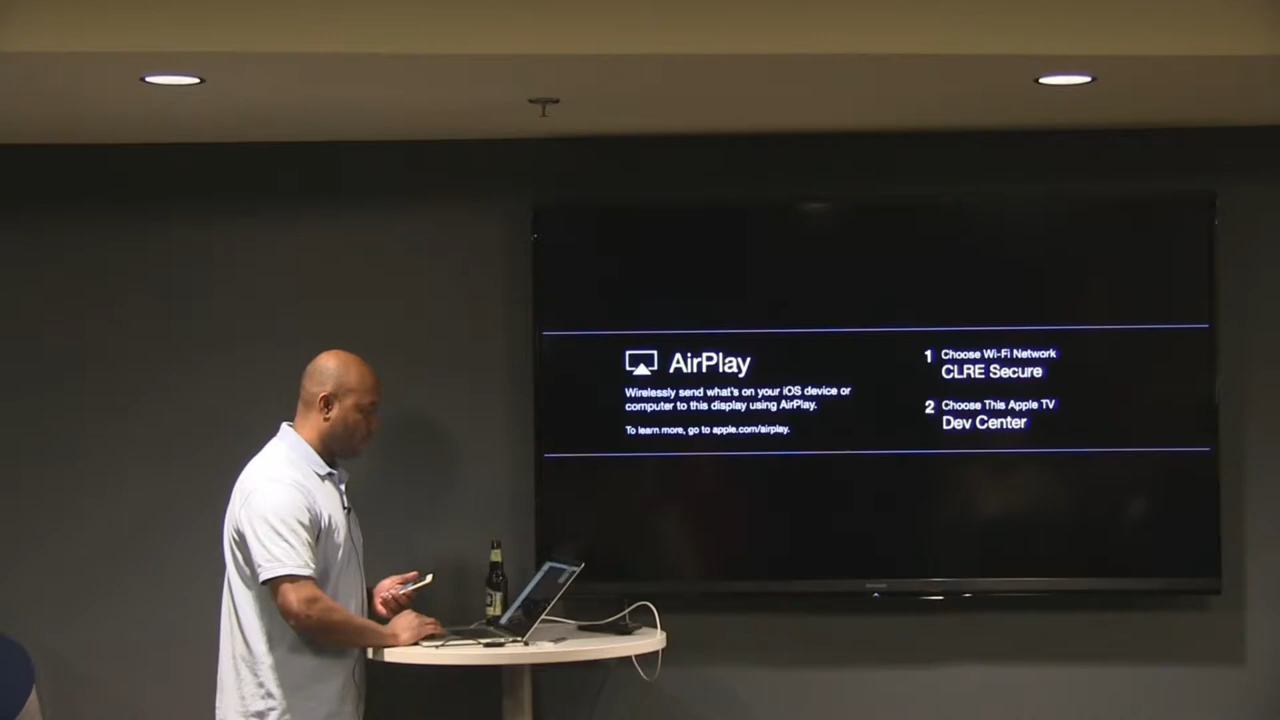 AirPlay
Wirelessly send what's on your iOS device or
computer to this display using AirPlay.
To learn more, go to apple.com/airplay.
1 Choose Wi-Fi Network
CLRE Secure
2 Choose This Apple TV
Dev Center